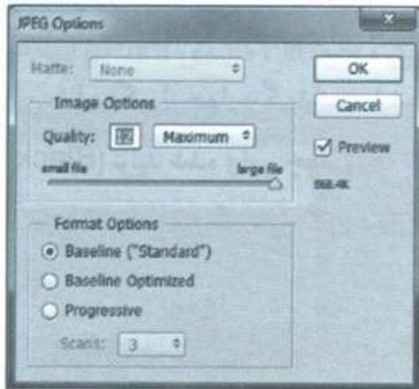 JPEG Options
Matte: None
OK
Image Options
Cancel
Quality: Maximum
Preview
small file large file
Format Options
Baseline ("Standard")
Baseline Optimized
Progressive
Scans: 3